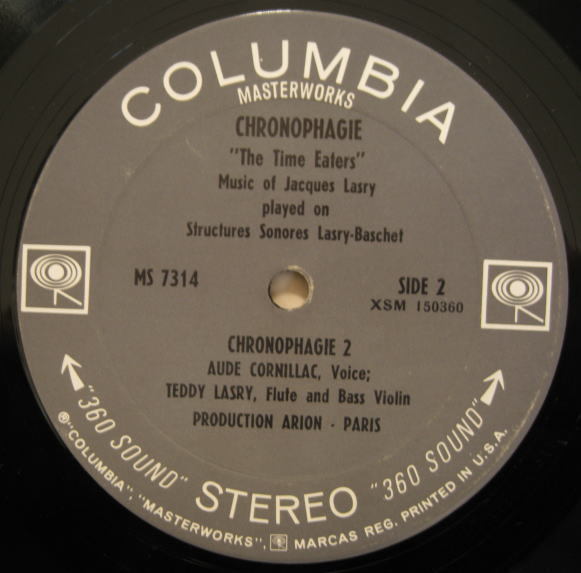 COLUMBIA
MASTERWORKS
CHRONOPHAGIE
"The Time Eaters"
Music of Jacques Lasry
played on
Structures Sonores Lasry-Baschet
MS 7314
SIDE 2
XSM 150360
CHRONOPHAGIE 2
AUDE CORNILLAC, Voice;
TEDDY LASRY, Flute and Bass Violin
PRODUCTION ARION - PARIS
"360 SOUND" STEREO "360 SOUND"
®"COLUMBIA", "MASTERWORKS", MARCAS REG. PRINTED IN U.S.A.